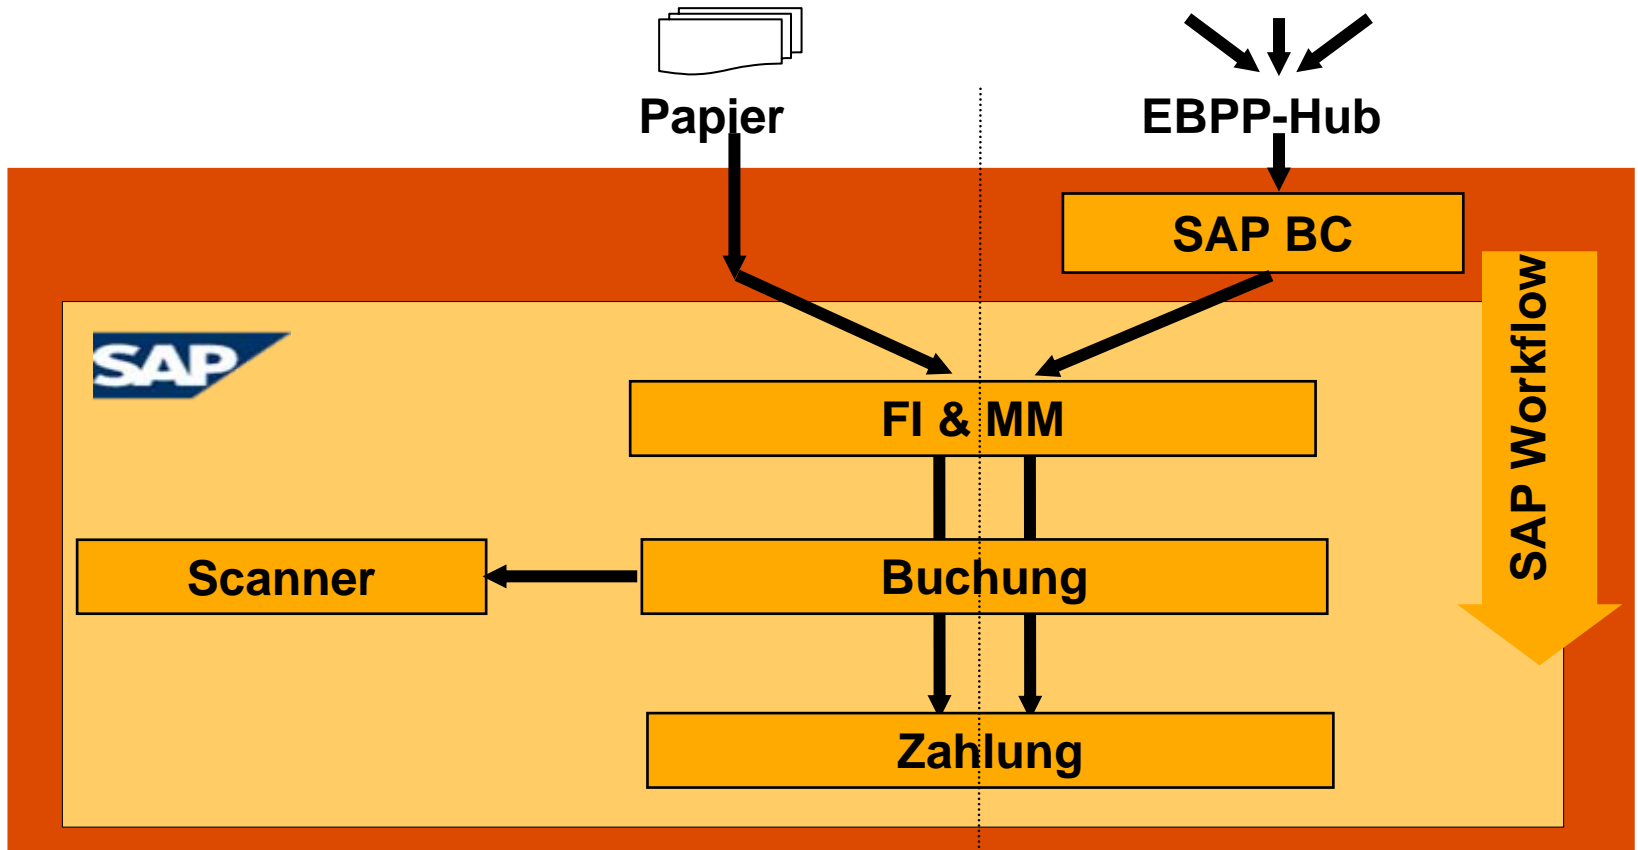 Papier
EBPP-Hub
SAP BC
SAP
SAP Workflow
FI & MM
Scanner
Buchung
Zahlung